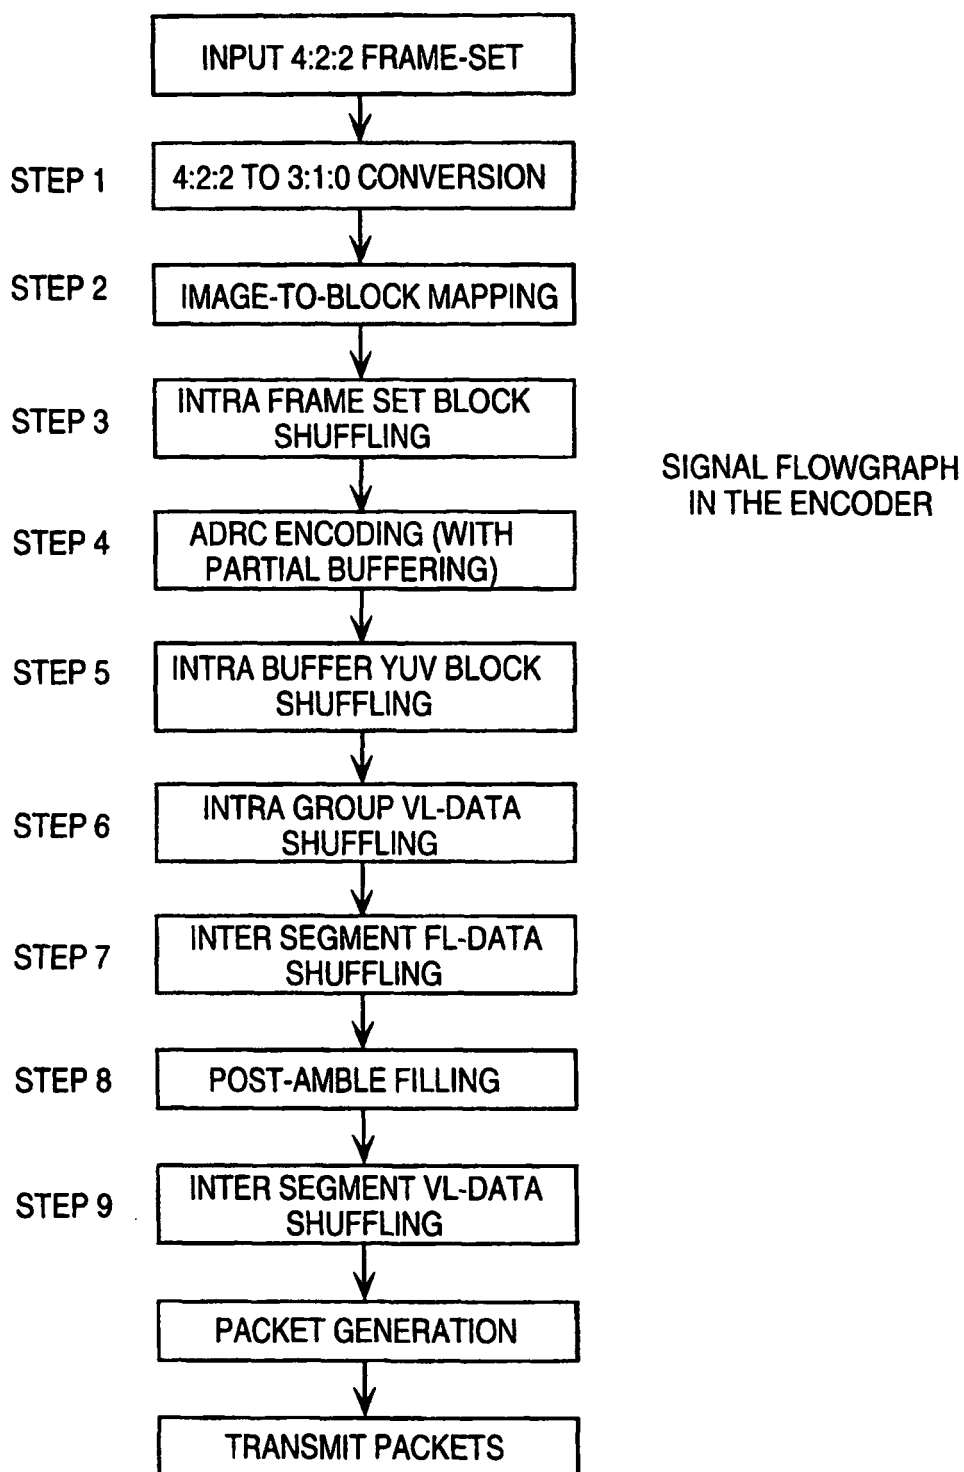 INPUT 4:2:2 FRAME-SET
STEP 1
4:2:2 TO 3:1:0 CONVERSION
STEP 2
IMAGE-TO-BLOCK MAPPING
STEP 3
INTRA FRAME SET BLOCK
SHUFFLING
SIGNAL FLOWGRAPH
IN THE ENCODER
STEP 4
ADRC ENCODING (WITH
PARTIAL BUFFERING)
STEP 5
INTRA BUFFER YUV BLOCK
SHUFFLING
STEP 6
INTRA GROUP VL-DATA
SHUFFLING
STEP 7
INTER SEGMENT FL-DATA
SHUFFLING
STEP 8
POST-AMBLE FILLING
STEP 9
INTER SEGMENT VL-DATA
SHUFFLING
PACKET GENERATION
TRANSMIT PACKETS